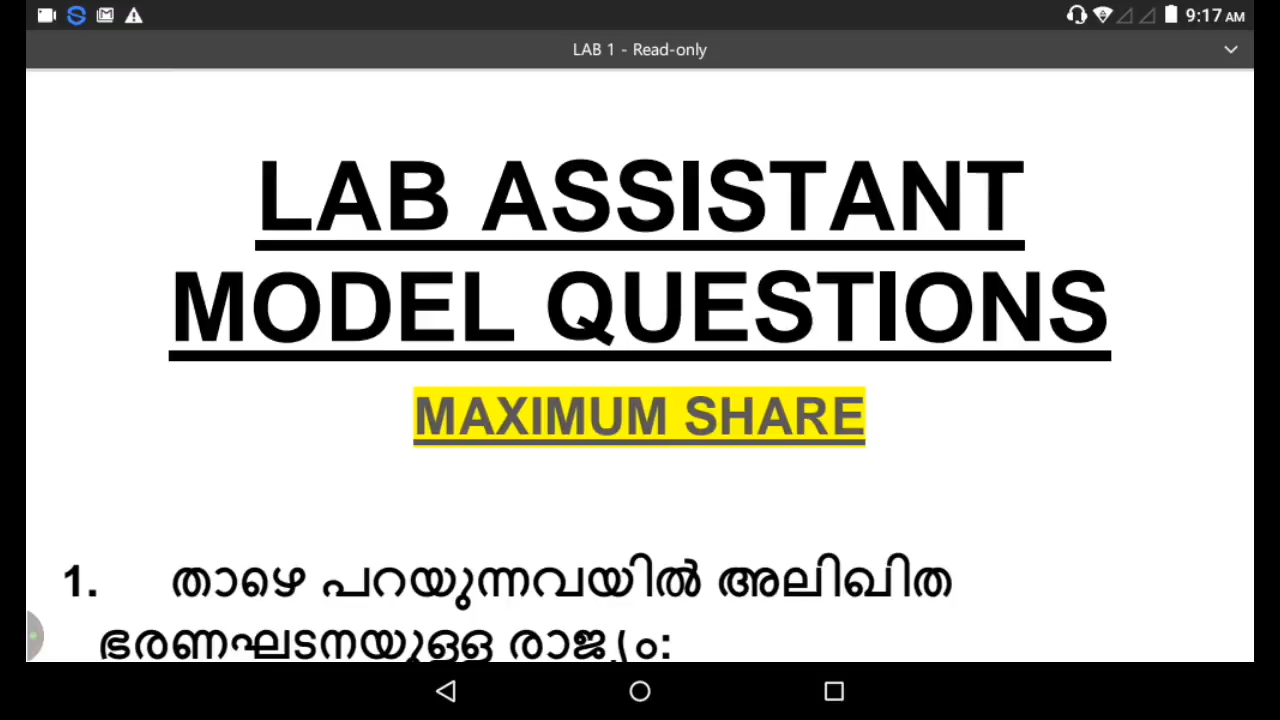 9:17 AM
LAB 1 - Read-only
LAB ASSISTANT
MODEL QUESTIONS
MAXIMUM SHARE
1. താഴെ പറയുന്നവയിൽ അലിഖിത
ഭരണഘടനയുള്ള രാജ്യം: